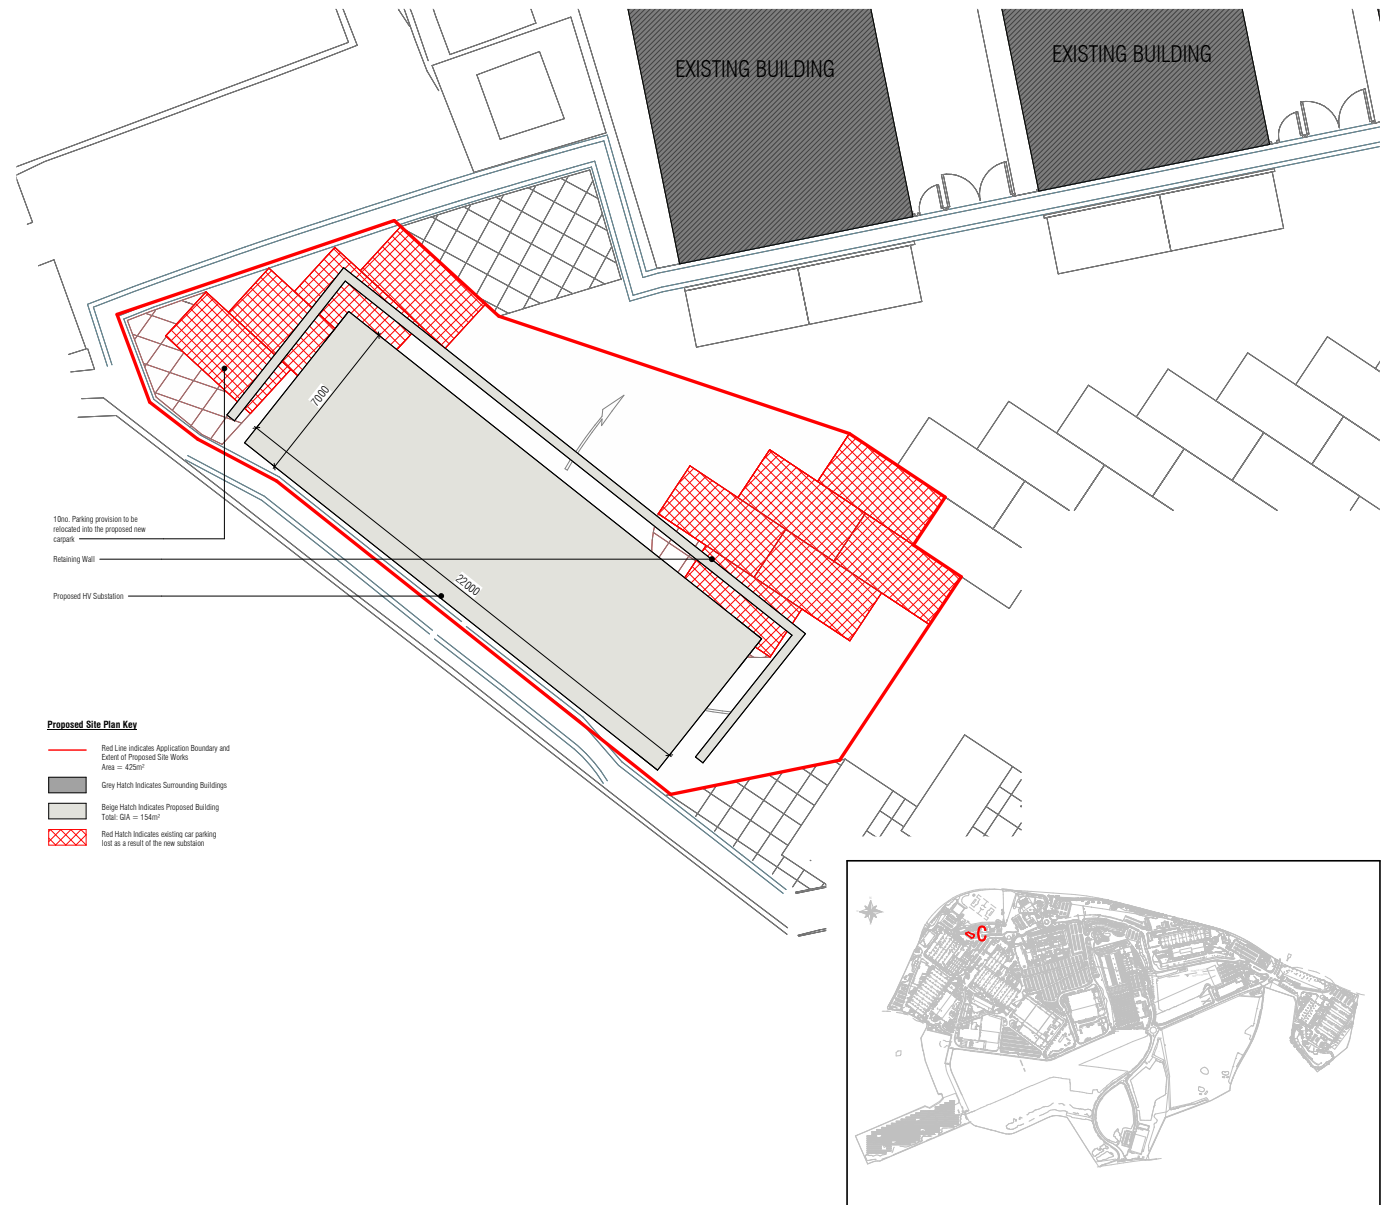 EXISTING BUILDING
EXISTING BUILDING
7000
22000
10no. Parking provision to be
relocated into the proposed new
carpark
Retaining Wall
Proposed HV Substation
Proposed Site Plan Key
Red Line indicates Application Boundary and
Extent of Proposed Site Works
Area = 425m²
Grey Hatch Indicates Surrounding Buildings
Beige Hatch Indicates Proposed Building
Total: GIA = 154m²
Red Hatch Indicates existing car parking
lost as a result of the new substaion
C